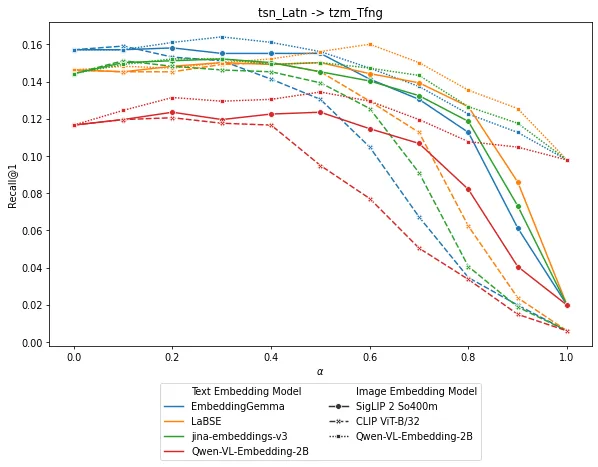 tsn_Latn -> tzm_Tfng
Recall@1
0.16
0.14
0.12
0.10
0.08
0.06
0.04
0.02
0.00
0.0 0.2 0.4 0.6 0.8 1.0
α
Text Embedding Model Image Embedding Model
EmbeddingGemma SigLIP 2 So400m
LaBSE CLIP ViT-B/32
jina-embeddings-v3 Qwen-VL-Embedding-2B
Qwen-VL-Embedding-2B